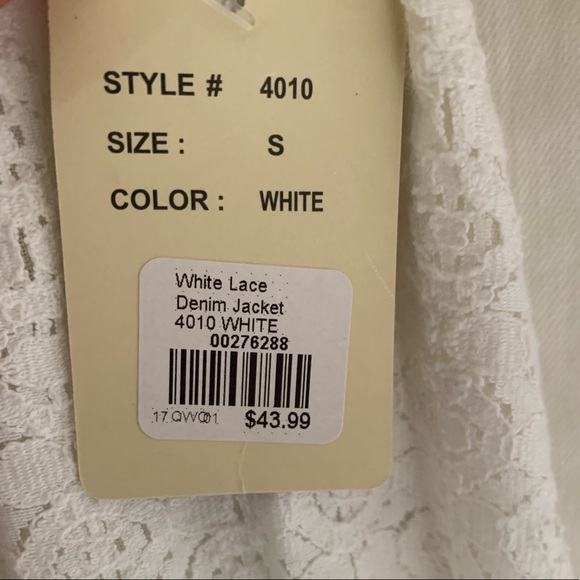 STYLE # 4010
SIZE : S
COLOR : WHITE
White Lace
Denim Jacket
4010 WHITE
00276288
$43.99